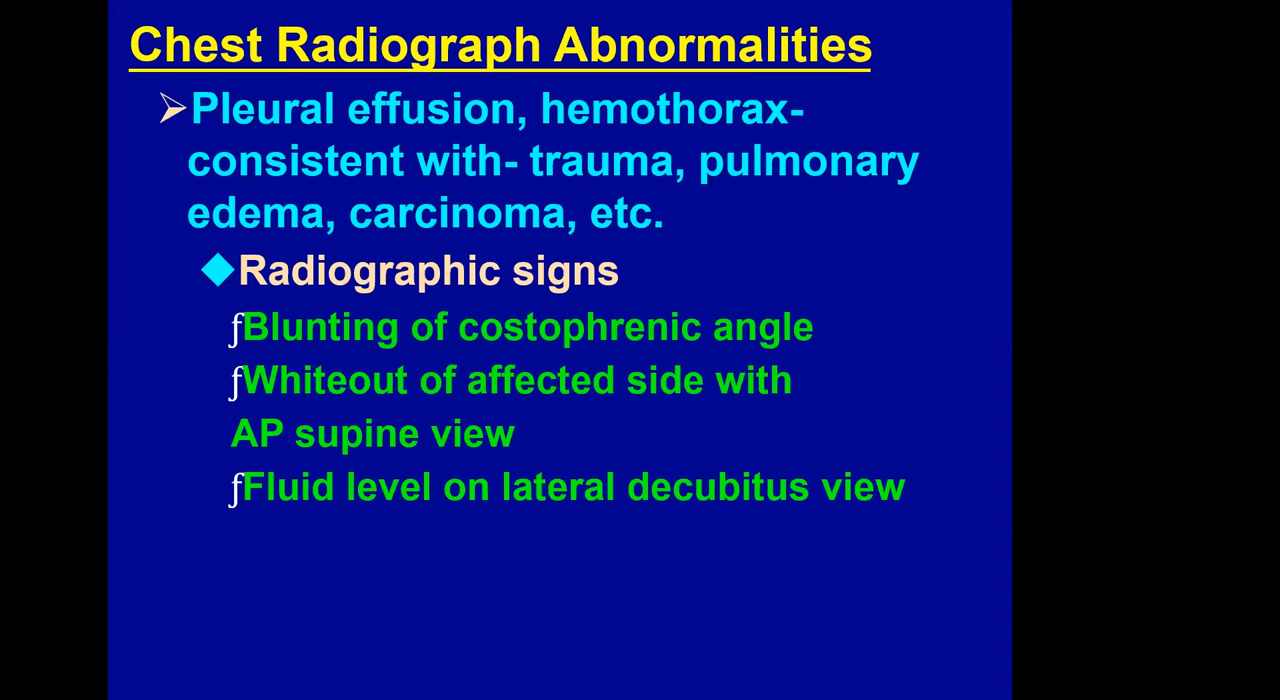 Chest Radiograph Abnormalities
➢Pleural effusion, hemothorax-
consistent with- trauma, pulmonary
edema, carcinoma, etc.
◆Radiographic signs
ƒBlunting of costophrenic angle
ƒWhiteout of affected side with
AP supine view
ƒFluid level on lateral decubitus view